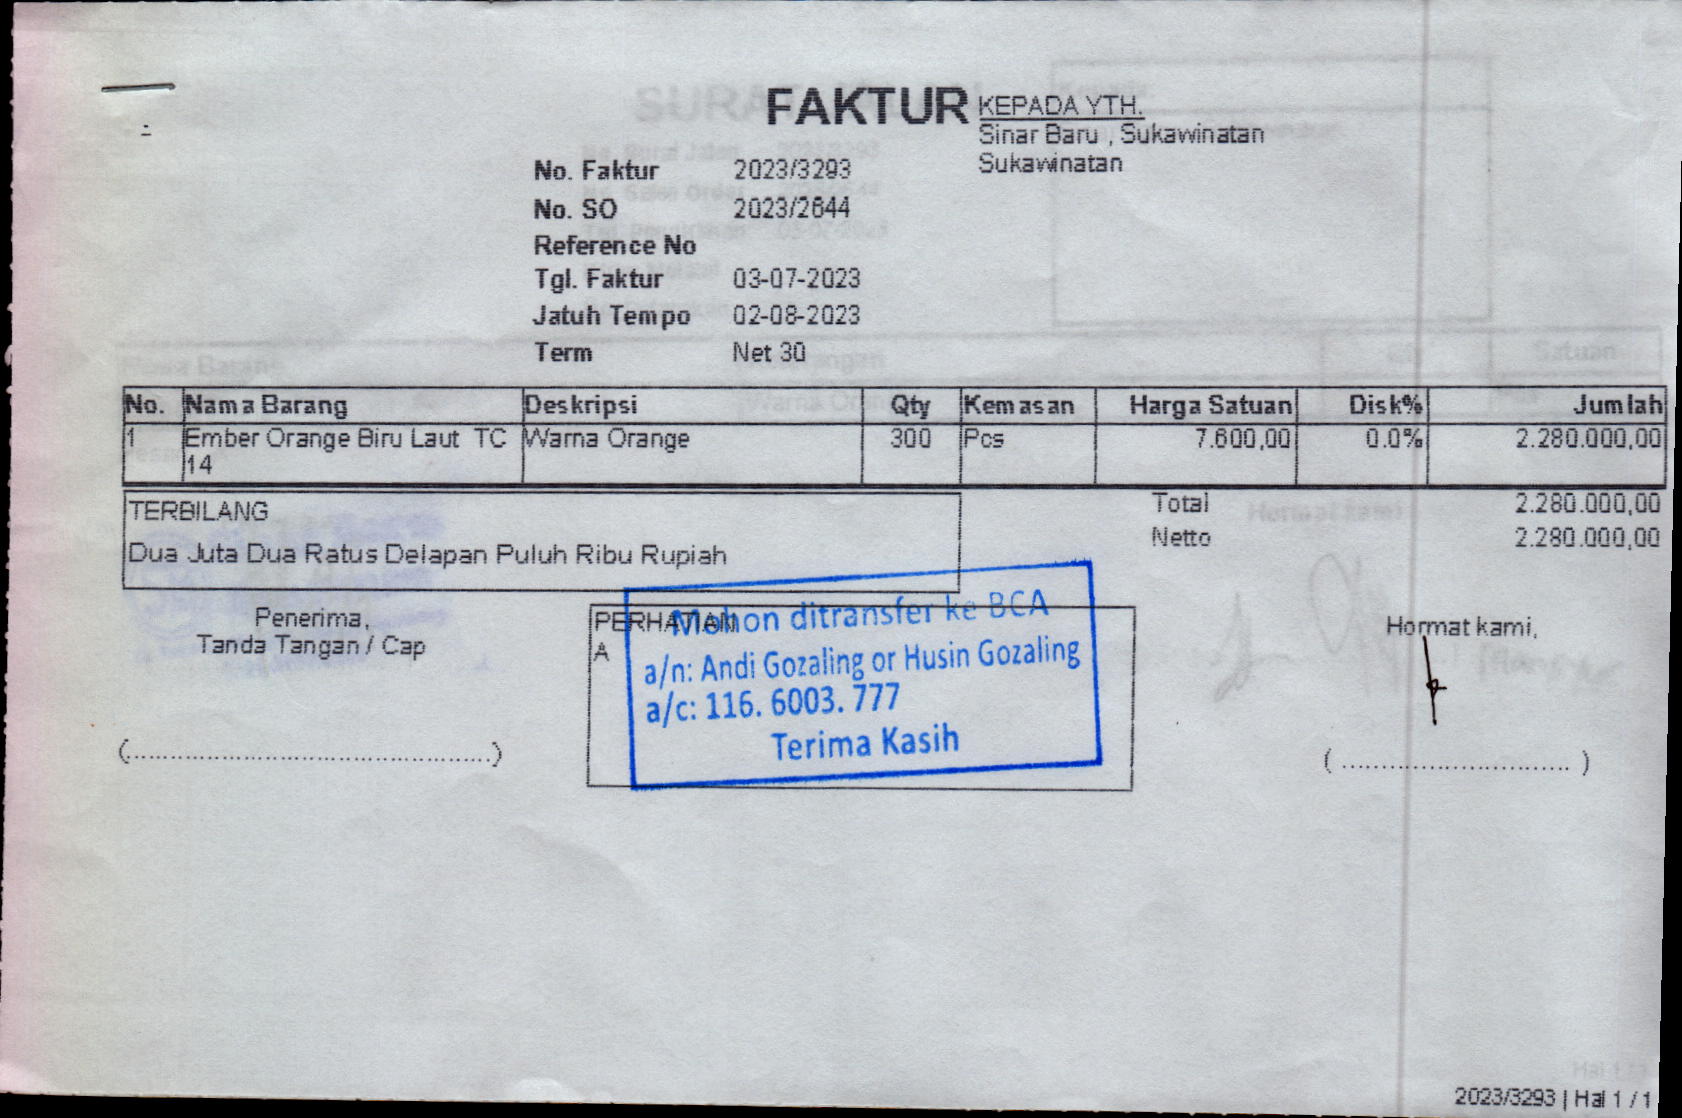 FAKTUR
KEPADA YTH.
Sinar Baru , Sukawinatan
Sukawinatan
No. Faktur 2023/3293
No. SO 2023/2644
Reference No
Tgl. Faktur 03-07-2023
Jatuh Tempo 02-08-2023
Term Net 30
No. Nama Barang Deskripsi Qty Kemasan Harga Satuan Disk% Jumlah
1 Ember Orange Biru Laut TC Warna Orange 300 Pcs 7.600,00 0.0% 2.280.000,00
14
TERBILANG
Dua Juta Dua Ratus Delapan Puluh Ribu Rupiah
Total 2.280.000,00
Netto 2.280.000,00
Penerima,
Tanda Tangan / Cap
(................................................)
PERHATIAN
A
Mohon ditransfer ke BCA
a/n: Andi Gozaling or Husin Gozaling
a/c: 116. 6003. 777
Terima Kasih
Hormat kami,
( ............................. )
2023/3293 | Hal 1 / 1